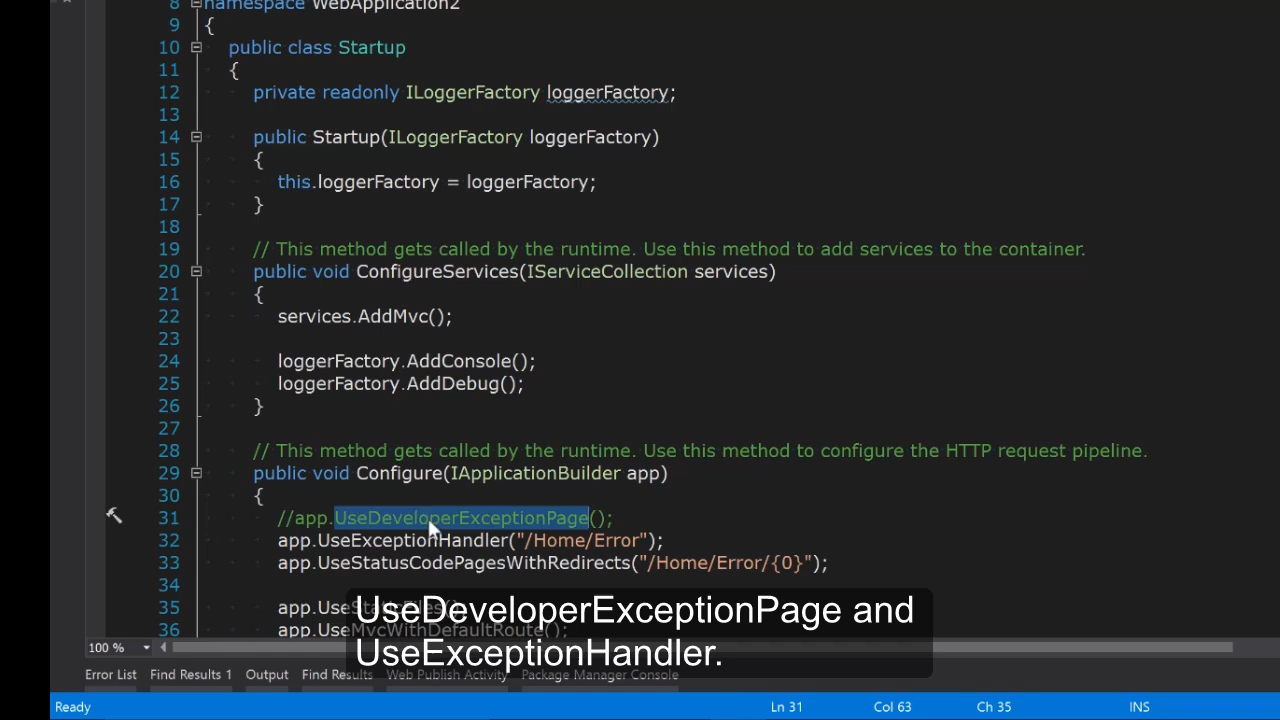 8 namespace WebApplication2
9 {
10 public class Startup
11 {
12 private readonly ILoggerFactory loggerFactory;
13
14 public Startup(ILoggerFactory loggerFactory)
15 {
16 this.loggerFactory = loggerFactory;
17 }
18
19 // This method gets called by the runtime. Use this method to add services to the container.
20 public void ConfigureServices(IServiceCollection services)
21 {
22 services.AddMvc();
23
24 loggerFactory.AddConsole();
25 loggerFactory.AddDebug();
26 }
27
28 // This method gets called by the runtime. Use this method to configure the HTTP request pipeline.
29 public void Configure(IApplicationBuilder app)
30 {
31 //app.UseDeveloperExceptionPage();
32 app.UseExceptionHandler("/Home/Error");
33 app.UseStatusCodePagesWithRedirects("/Home/Error/{0}");
34
35 app.UseStaticFiles();
36 app.UseMvcWithDefaultRoute();
UseDeveloperExceptionPage and
UseExceptionHandler.
100 %
Error List Find Results 1 Output Find Results Web Publish Activity Package Manager Console
Ready Ln 31 Col 63 Ch 35 INS